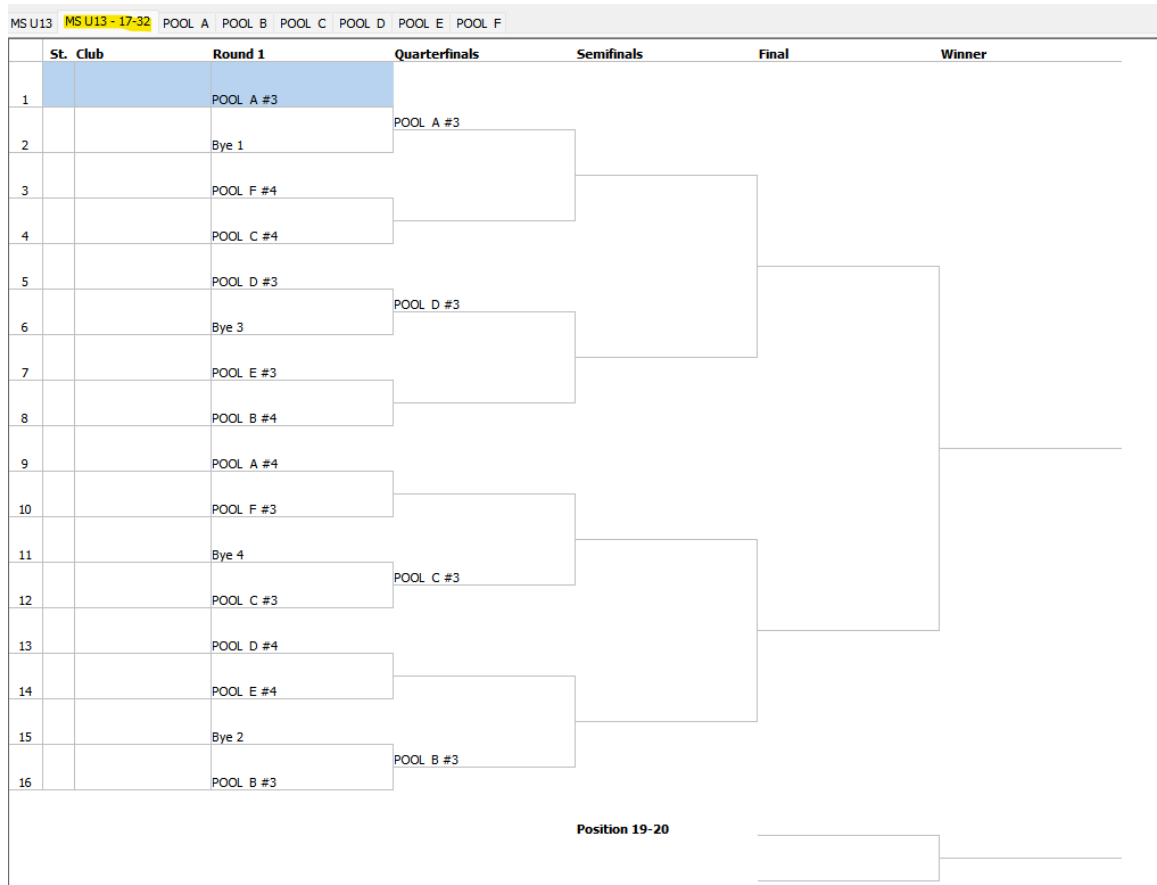 MS U13 MS U13 - 17-32 POOL A POOL B POOL C POOL D POOL E POOL F
St. Club Round 1 Quarterfinals Semifinals Final Winner
1 POOL A #3
POOL A #3
2 Bye 1
3 POOL F #4
4 POOL C #4
5 POOL D #3
POOL D #3
6 Bye 3
7 POOL E #3
8 POOL B #4
9 POOL A #4
10 POOL F #3
11 Bye 4
POOL C #3
12 POOL C #3
13 POOL D #4
14 POOL E #4
15 Bye 2
POOL B #3
16 POOL B #3
Position 19-20